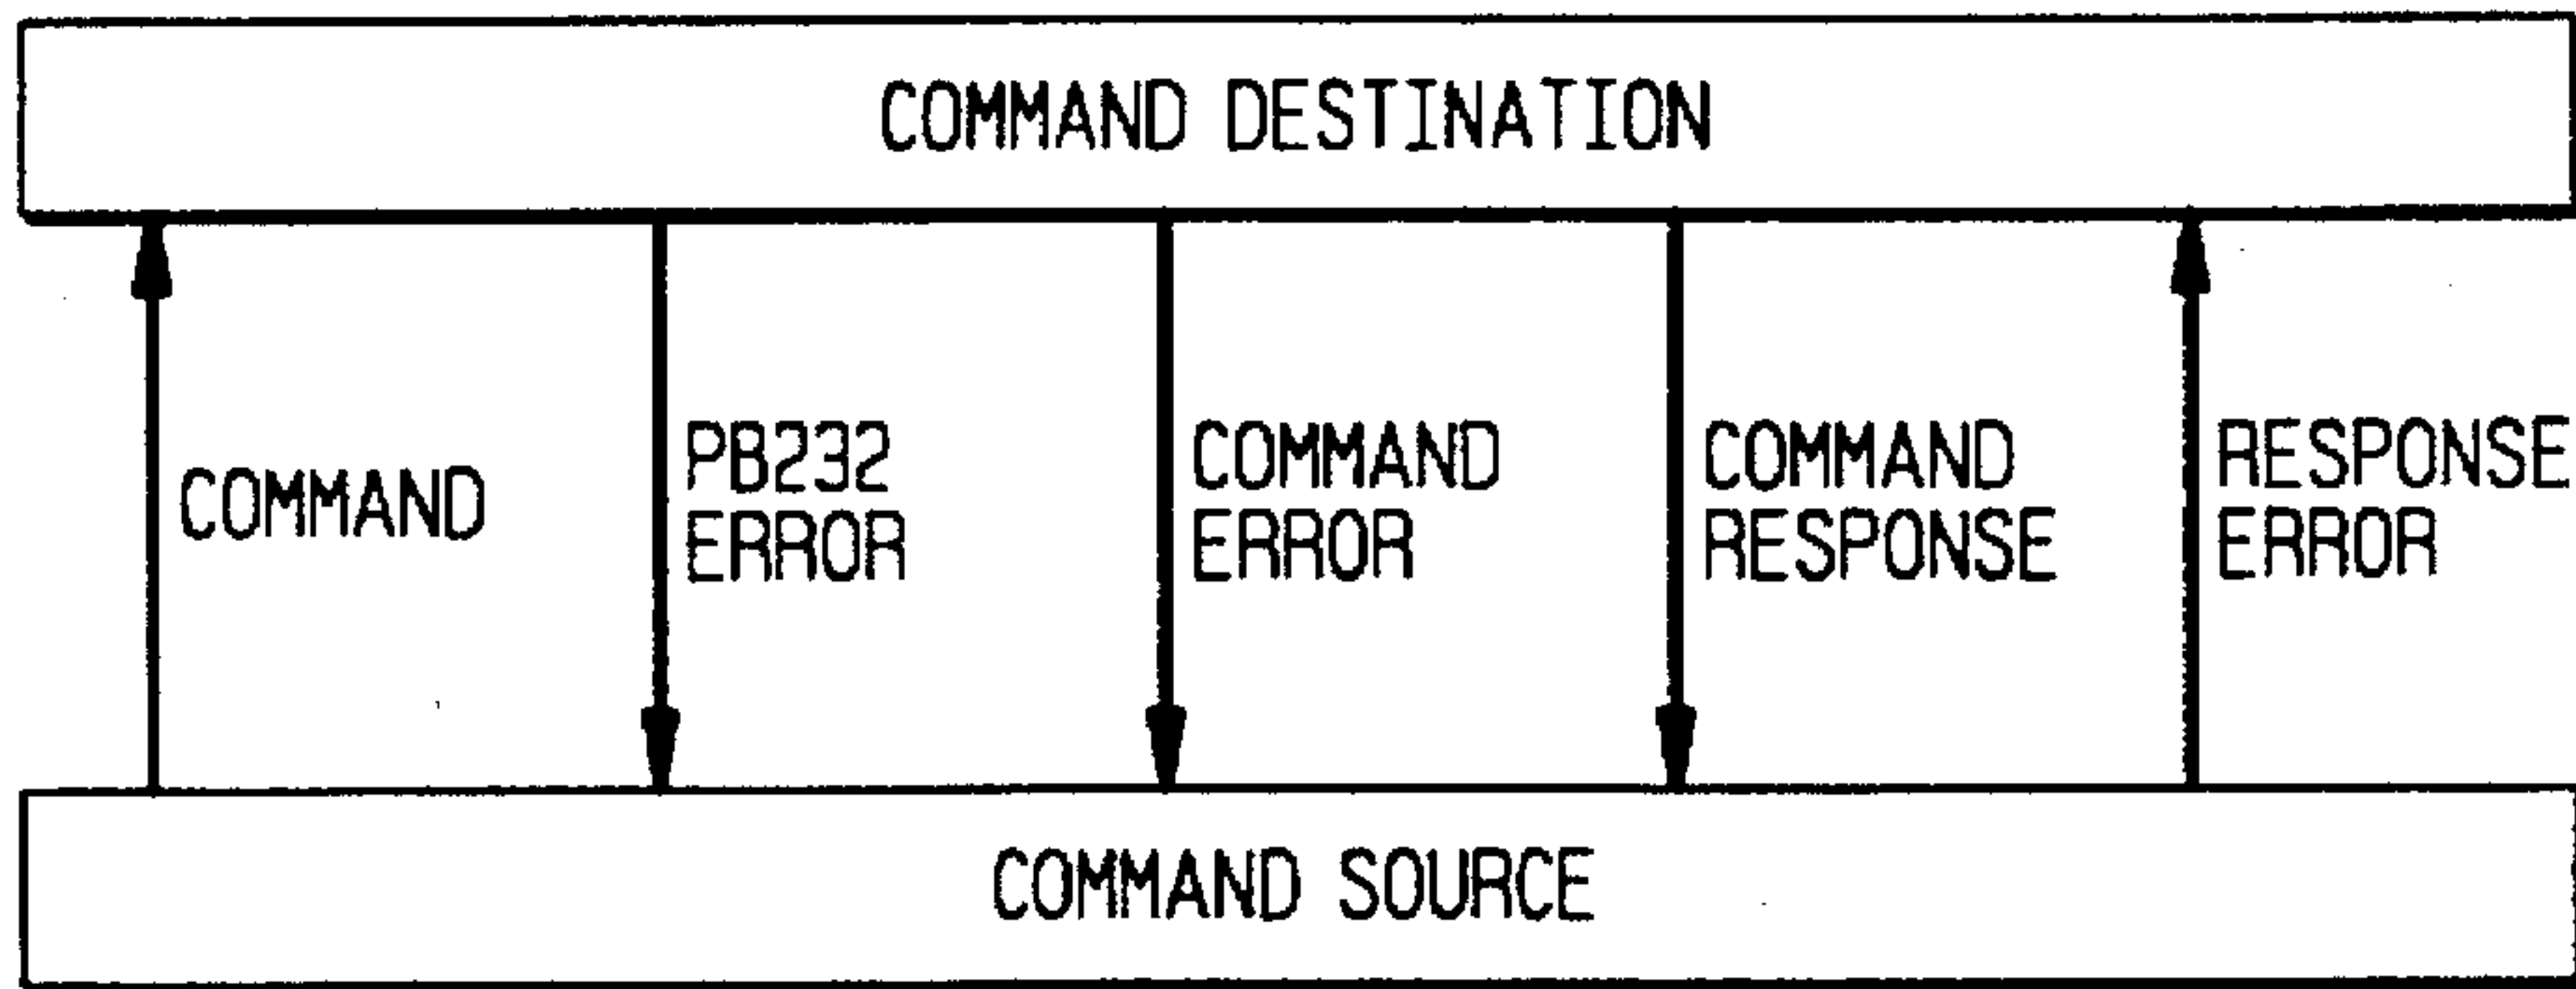 COMMAND DESTINATION
COMMAND
PB232
ERROR
COMMAND
ERROR
COMMAND
RESPONSE
RESPONSE
ERROR
COMMAND SOURCE